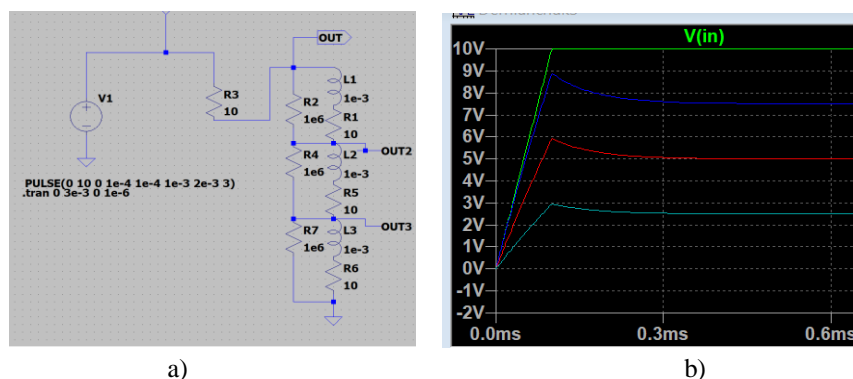 OUT
V1
R3
10
R2
1e6
L1
1e-3
R1
10
OUT2
R4
1e6
L2
1e-3
R5
10
OUT3
R7
1e6
L3
1e-3
R6
10
PULSE(0 10 0 1e-4 1e-4 1e-3 2e-3 3)
.tran 0 3e-3 0 1e-6
a)
V(in)
10V
9V
8V
7V
6V
5V
4V
3V
2V
1V
0V
-1V
-2V
0.0ms
0.3ms
0.6ms
b)